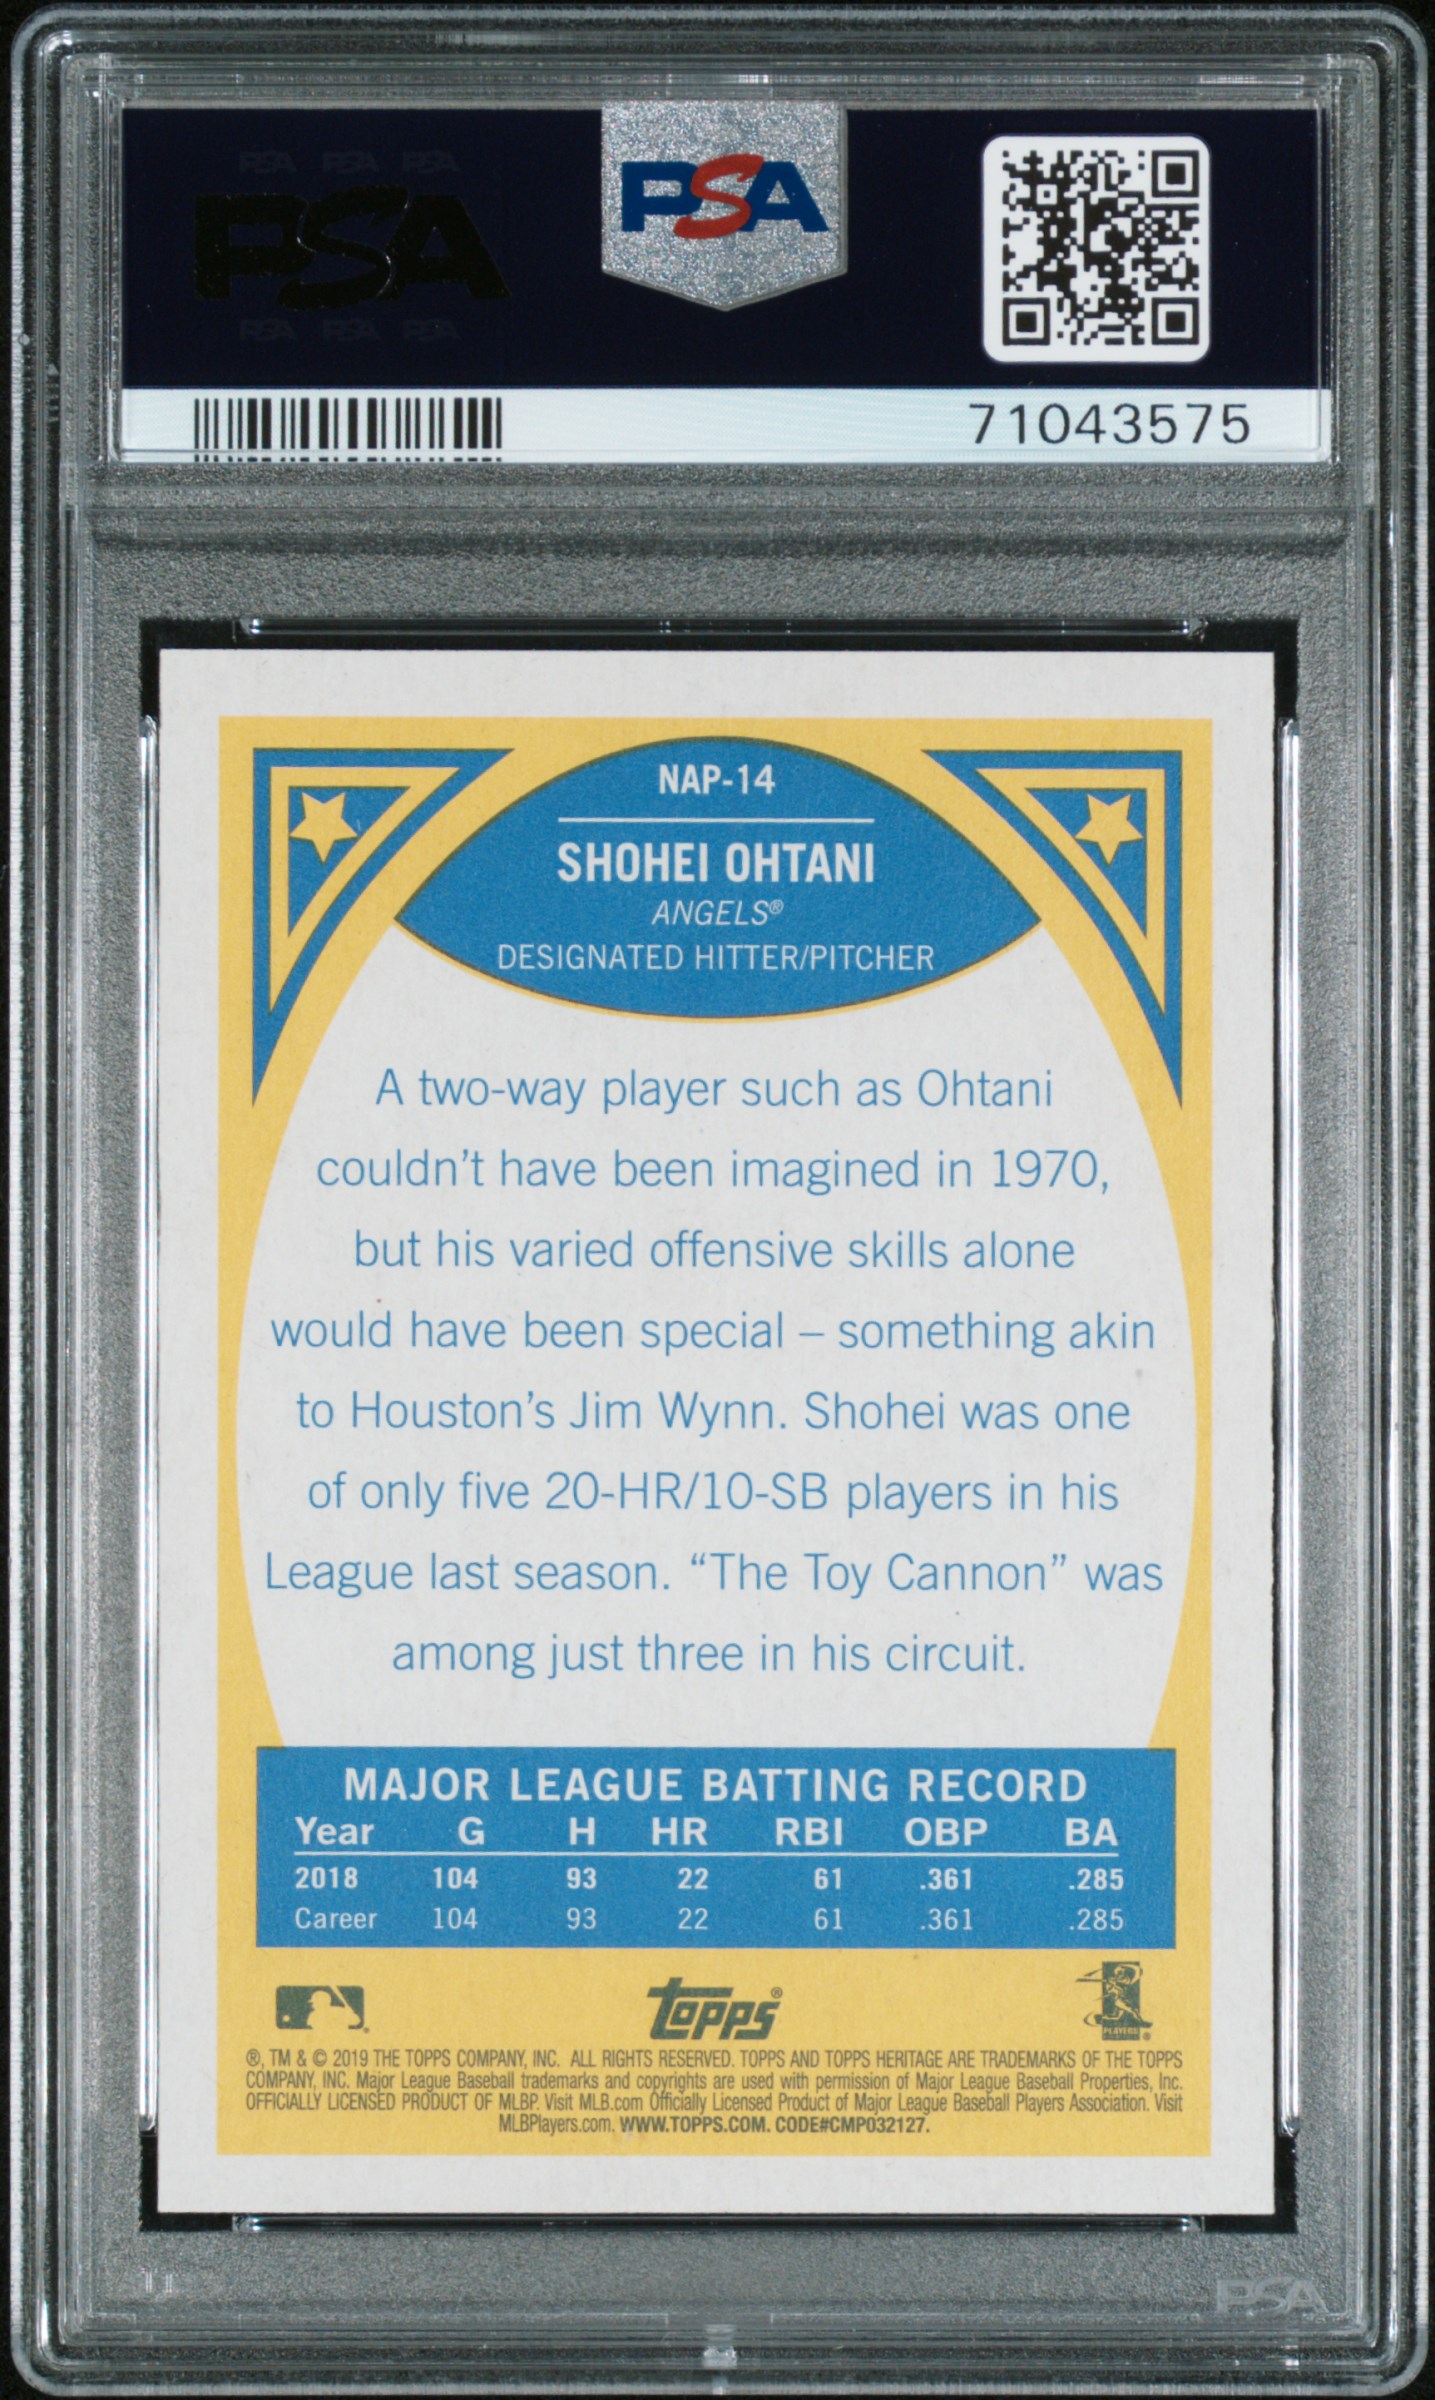 PSA PSA PSA
PSA
PSA PSA PSA
PSA
71043575
NAP-14
SHOHEI OHTANI
ANGELS®
DESIGNATED HITTER/PITCHER
A two-way player such as Ohtani
couldn't have been imagined in 1970,
but his varied offensive skills alone
would have been special – something akin
to Houston's Jim Wynn. Shohei was one
of only five 20-HR/10-SB players in his
League last season. “The Toy Cannon” was
among just three in his circuit.
MAJOR LEAGUE BATTING RECORD
Year G H HR RBI OBP BA
2018 104 93 22 61 .361 .285
Career 104 93 22 61 .361 .285
topps®
PLAYERS
®, TM & © 2019 THE TOPPS COMPANY, INC. ALL RIGHTS RESERVED. TOPPS AND TOPPS HERITAGE ARE TRADEMARKS OF THE TOPPS
COMPANY, INC. Major League Baseball trademarks and copyrights are used with permission of Major League Baseball Properties, Inc.
OFFICIALLY LICENSED PRODUCT OF MLBP. Visit MLB.com Officially Licensed Product of Major League Baseball Players Association. Visit
MLBPlayers.com. WWW.TOPPS.COM. CODE#CMP032127.
PSA